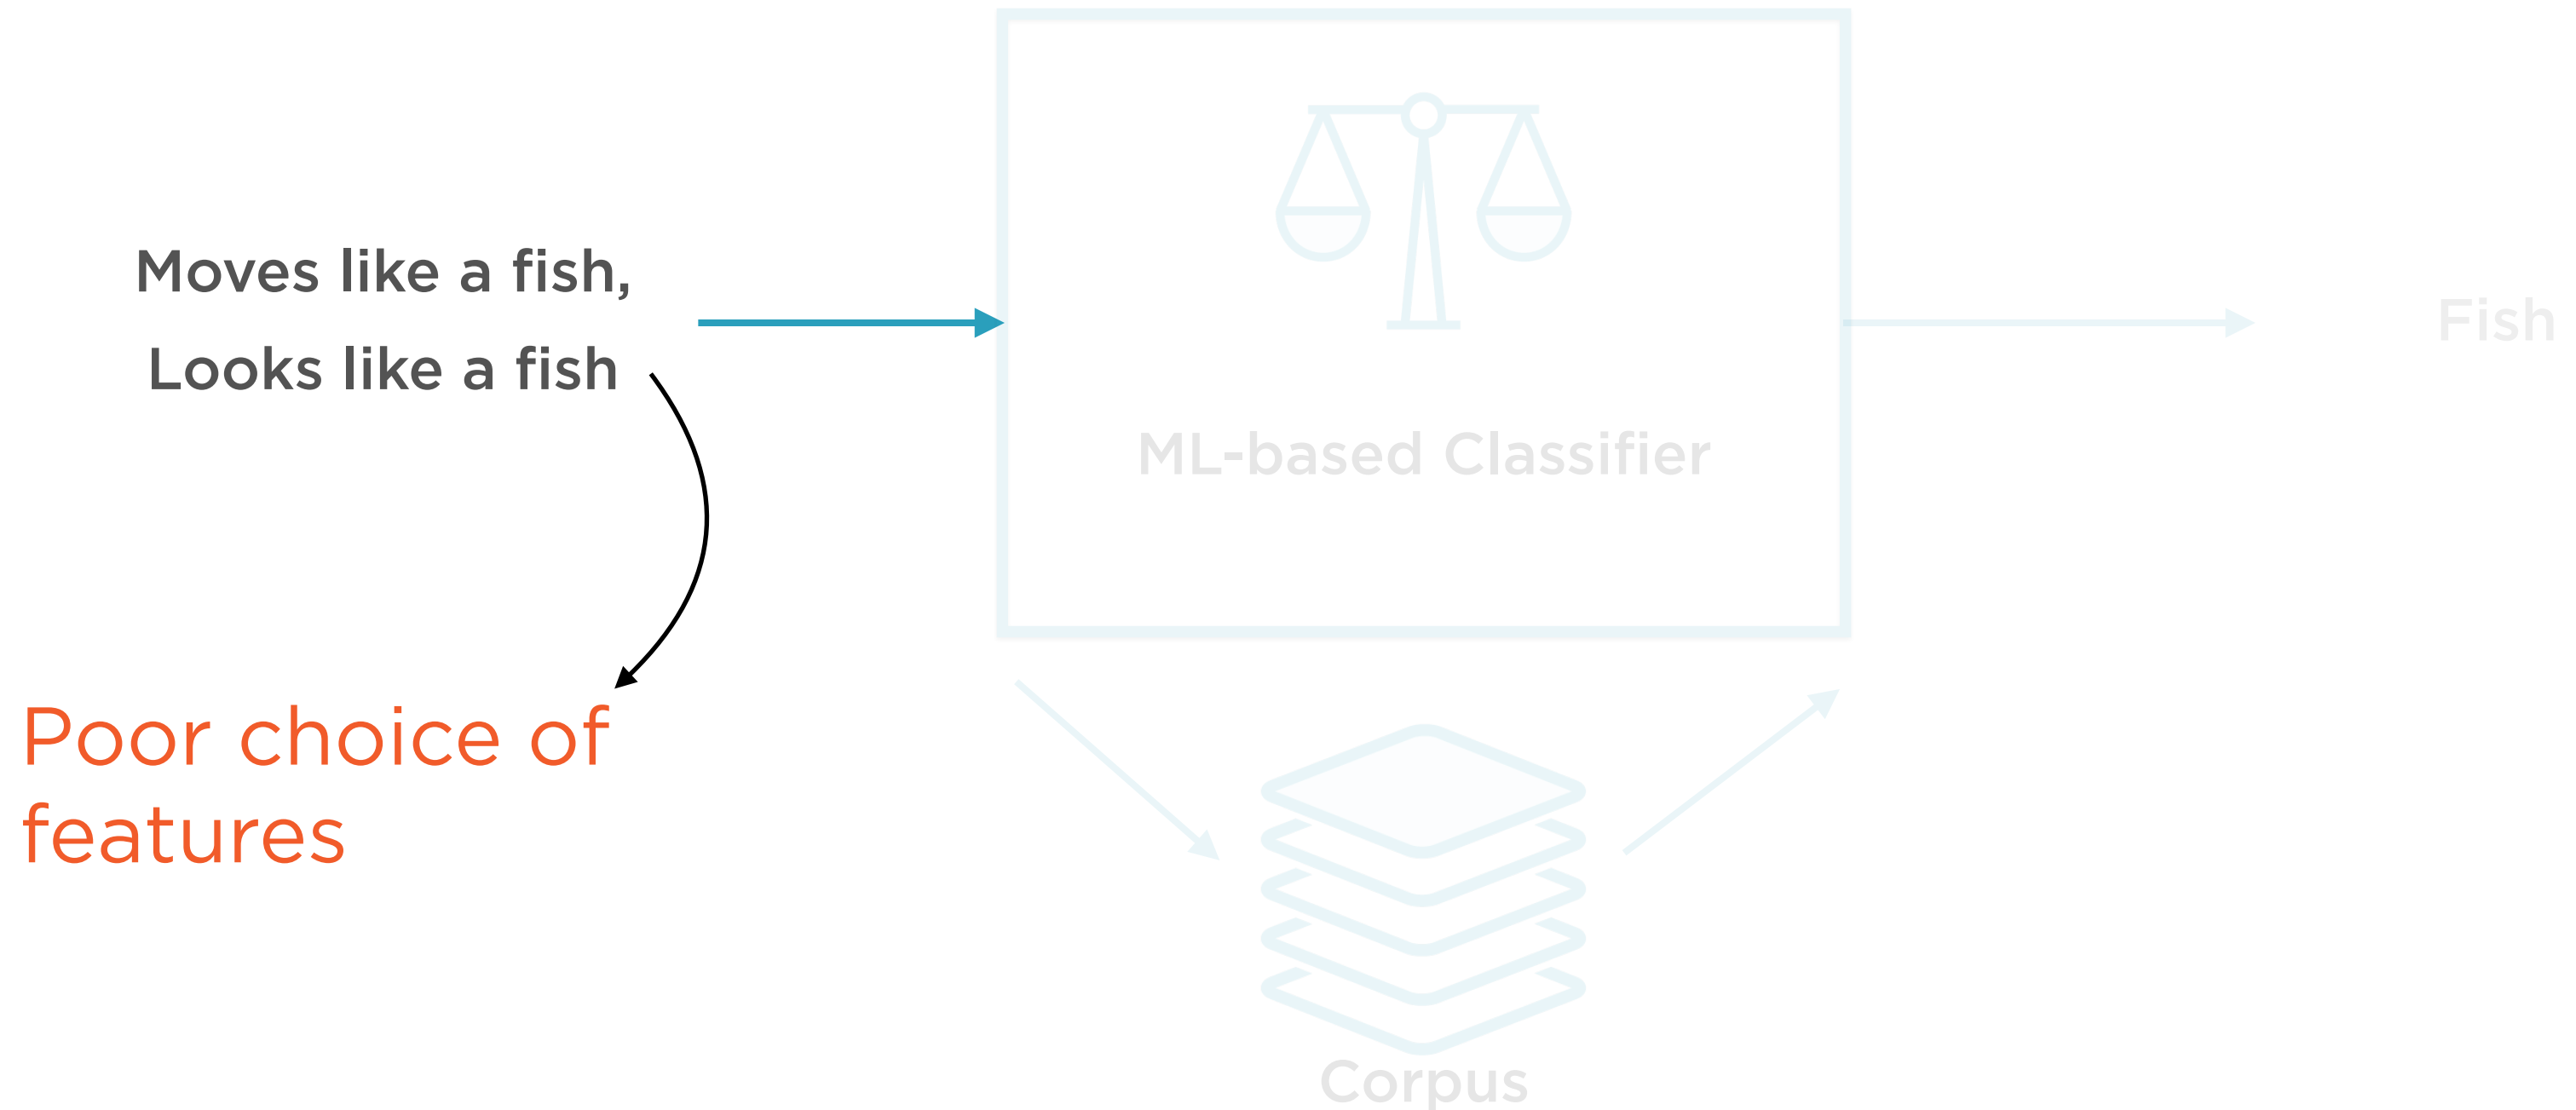 Moves like a fish,
Looks like a fish
ML-based Classifier
Fish
Poor choice of
features
Corpus